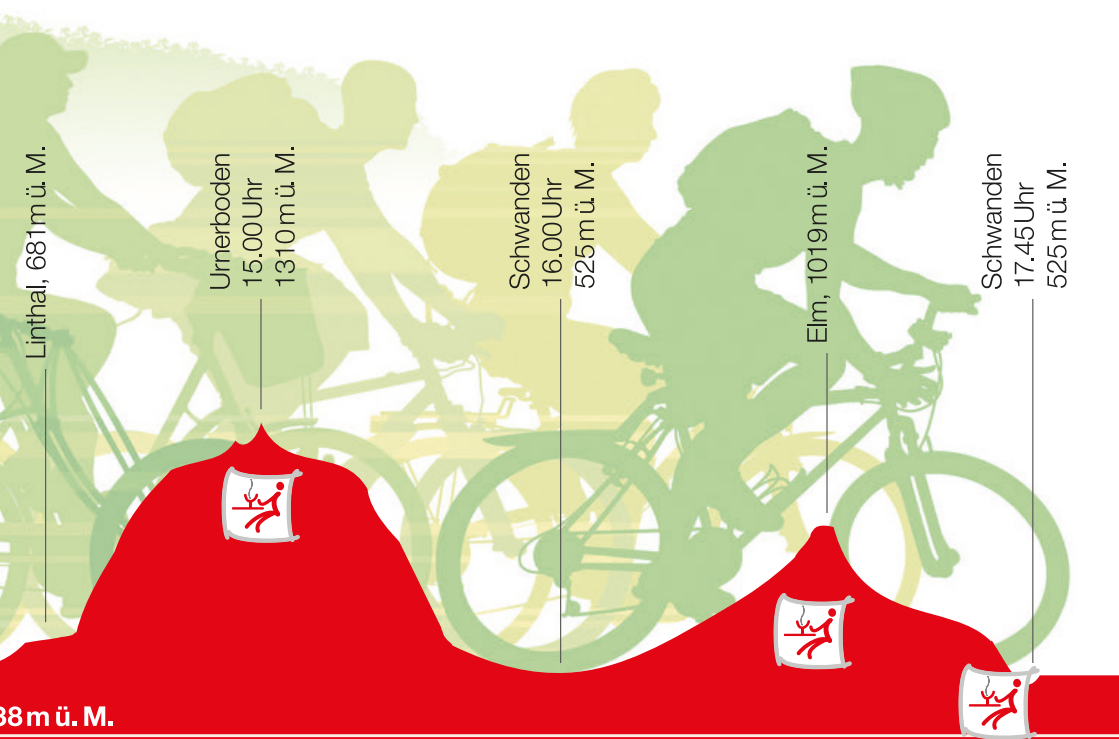 Linthal, 681 m ü. M.
Urnerboden
15.00 Uhr
1310 m ü. M.
Schwanden
16.00 Uhr
525 m ü. M.
Elm, 1019 m ü. M.
Schwanden
17.45 Uhr
525 m ü. M.
38 m ü. M.